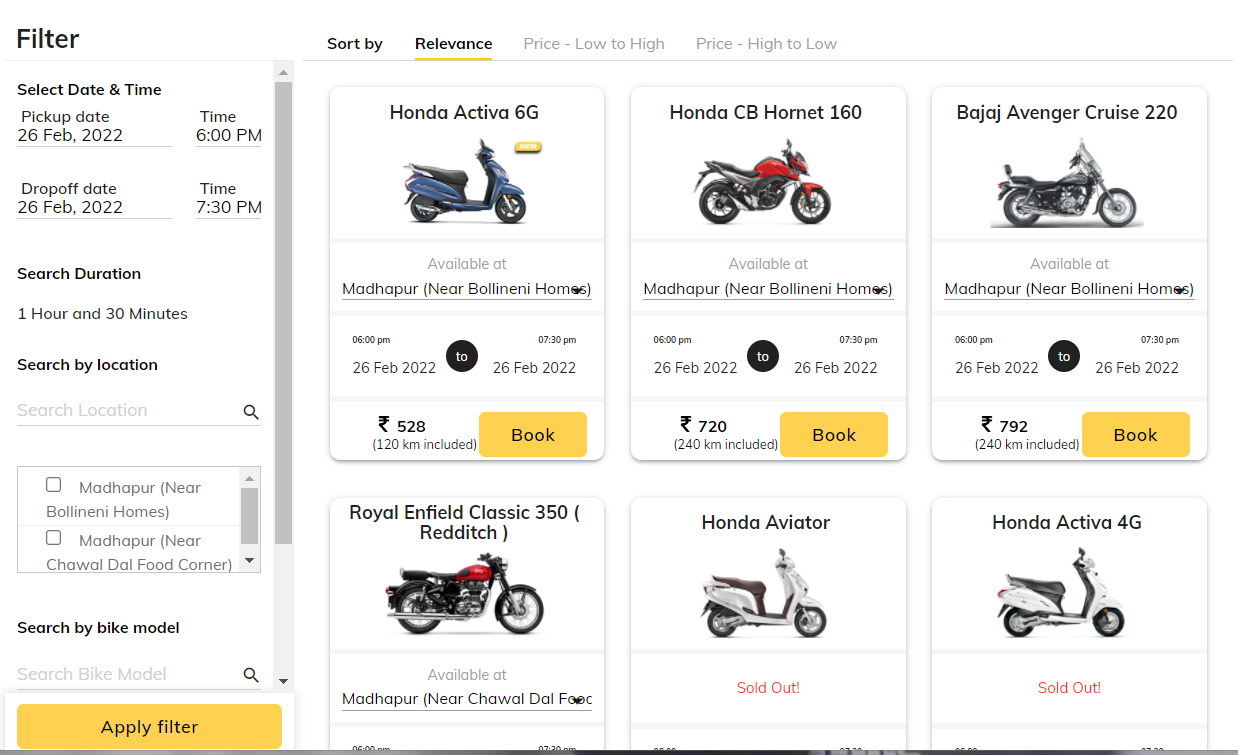 Filter
Sort by Relevance Price - Low to High Price - High to Low
Select Date & Time
Pickup date Time
26 Feb, 2022 6:00 PM
Dropoff date Time
26 Feb, 2022 7:30 PM
Search Duration
1 Hour and 30 Minutes
Search by location
Search Location
Madhapur (Near
Bollineni Homes)
Madhapur (Near
Chawal Dal Food Corner)
Search by bike model
Search Bike Model
Apply filter
Honda Activa 6G
NEW
Available at
Madhapur (Near Bollineni Homes)
06:00 pm 07:30 pm
26 Feb 2022 to 26 Feb 2022
₹ 528
(120 km included)
Book
Honda CB Hornet 160
Available at
Madhapur (Near Bollineni Homes)
06:00 pm 07:30 pm
26 Feb 2022 to 26 Feb 2022
₹ 720
(240 km included)
Book
Bajaj Avenger Cruise 220
Available at
Madhapur (Near Bollineni Homes)
06:00 pm 07:30 pm
26 Feb 2022 to 26 Feb 2022
₹ 792
(240 km included)
Book
Royal Enfield Classic 350 (
Redditch )
Available at
Madhapur (Near Chawal Dal Food
06:00 pm 07:30 pm
Honda Aviator
Sold Out!
Honda Activa 4G
Sold Out!